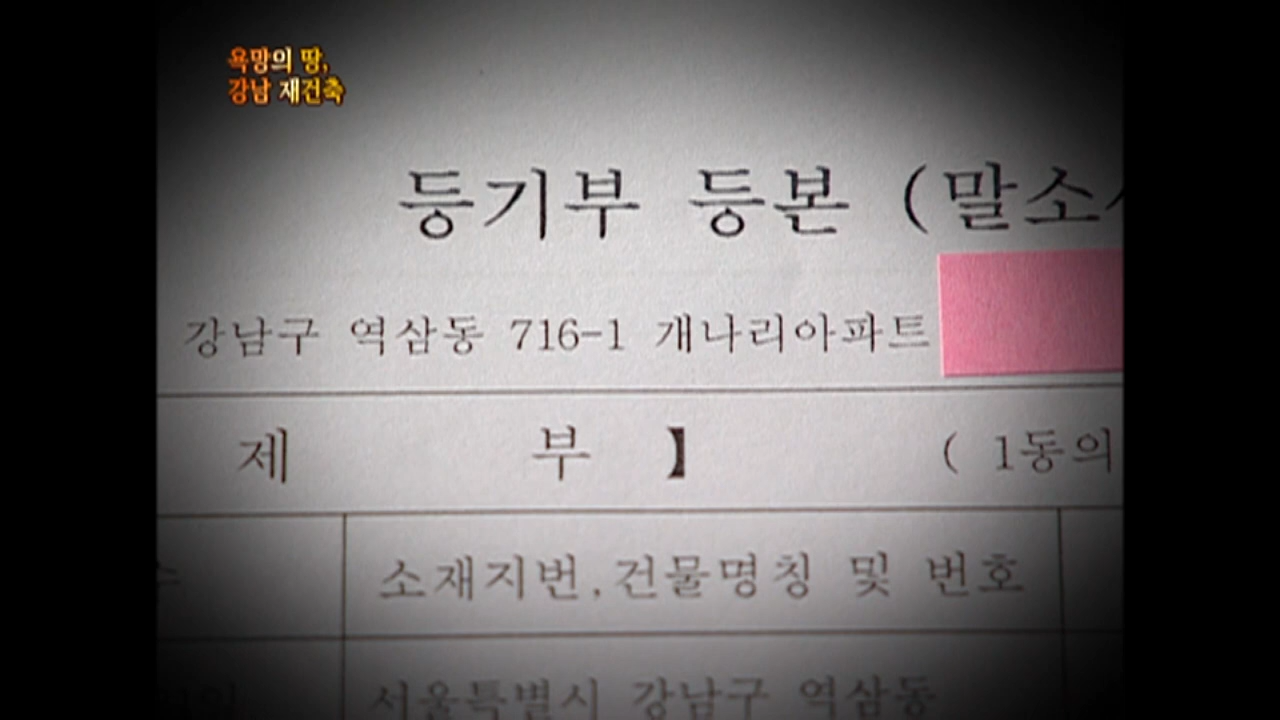 욕망의 땅,
강남 재건축
등기부 등본 (말소
강남구 역삼동 716-1 개나리아파트
제 부 】 ( 1동의
소재지번,건물명칭 및 번호
서울특별시 강남구 역삼동